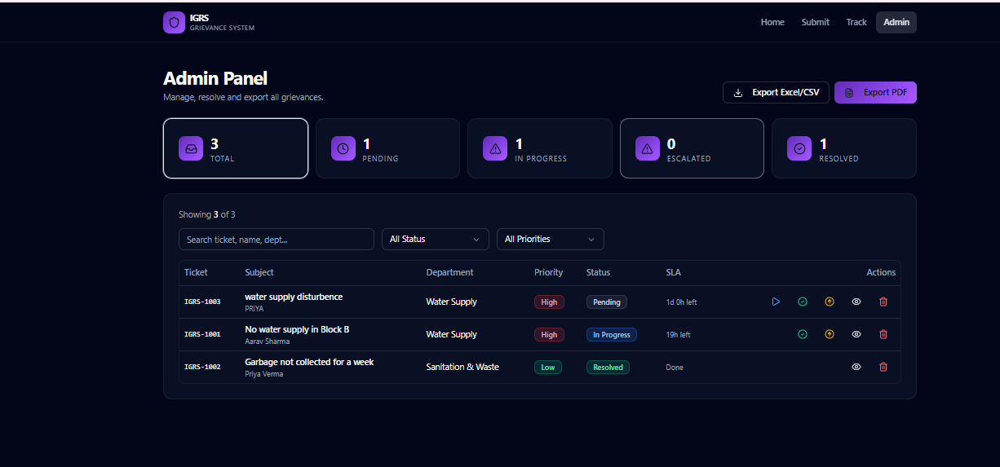 IGRS
GRIEVANCE SYSTEM
Home Submit Track Admin
Admin Panel
Manage, resolve and export all grievances.
Export Excel/CSV Export PDF
3 TOTAL
1 PENDING
1 IN PROGRESS
0 ESCALATED
1 RESOLVED
Showing 3 of 3
Search ticket, name, dept... All Status All Priorities
Ticket Subject Department Priority Status SLA Actions
IGRS-1003 water supply disturbence Water Supply High Pending 1d 0h left
PRIYA
IGRS-1001 No water supply in Block B Water Supply High In Progress 19h left
Aarav Sharma
IGRS-1002 Garbage not collected for a week Sanitation & Waste Low Resolved Done
Priya Verma